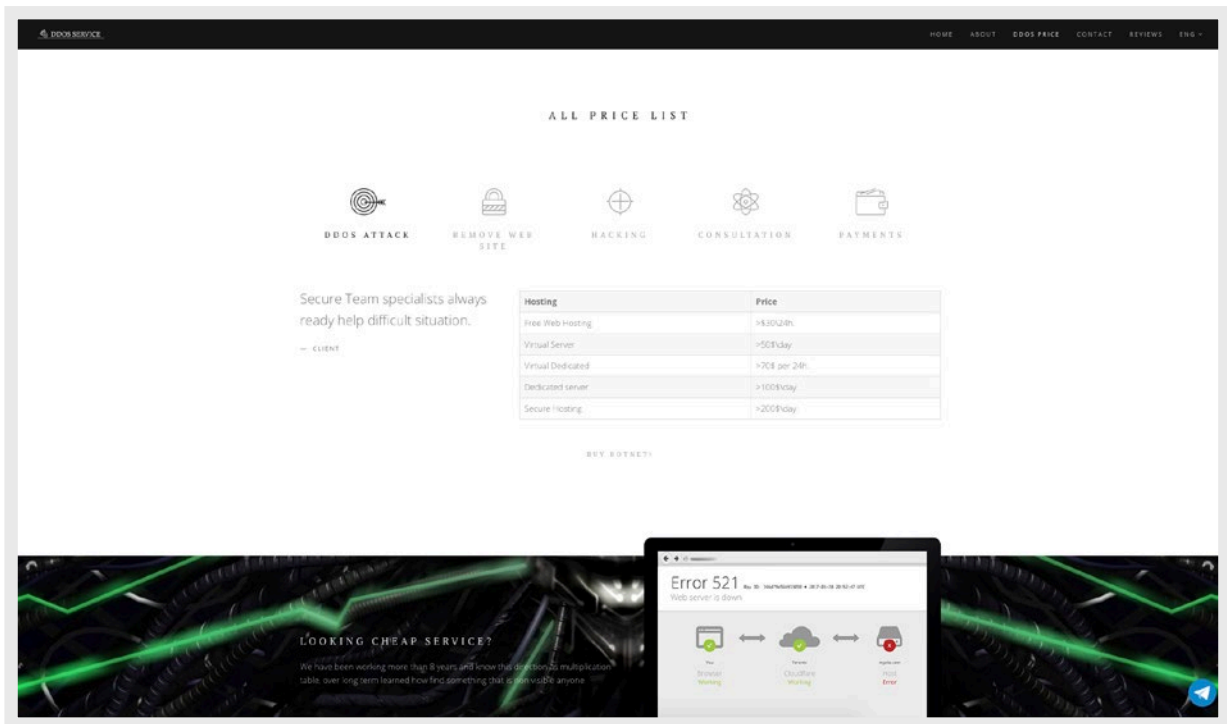 DDOS SERVICE
HOME ABOUT DDOS PRICE CONTACT REVIEWS ENG
ALL PRICE LIST
DDOS ATTACK
REMOVE WEB
SITE
HACKING
CONSULTATION
PAYMENTS
Secure Team specialists always
ready help difficult situation.
— CLIENT
Hosting Price
Free Web Hosting >$30\24h.
Virtual Server >50$\day
Virtual Dedicated >70$ per 24h.
Dedicated server >100$\day
Secure Hosting >200$\day
BUY BOTNET!
LOOKING CHEAP SERVICE?
We have been working more than 8 years and know this direction as multiplication
table, over long term learned how find something that is non visible anyone
Error 521
Web server is down
You
Browser
Working
Cloudflare
Working
Host
Error